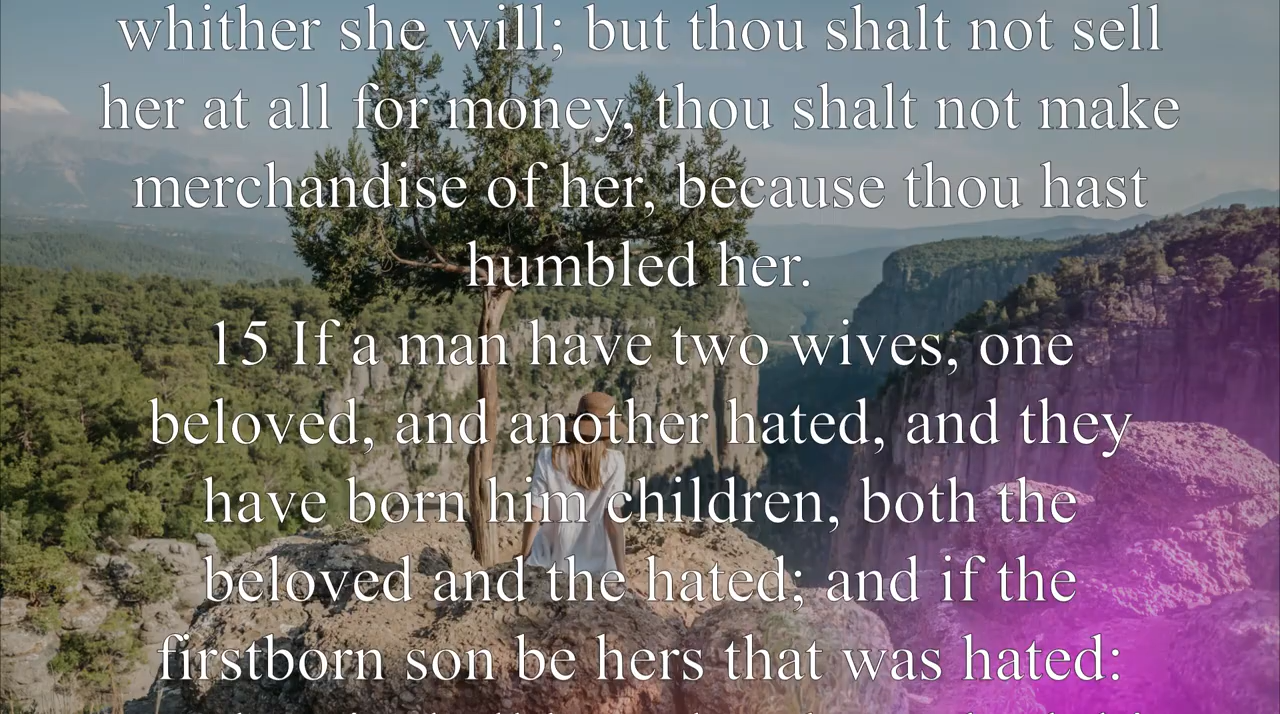 whither she will; but thou shalt not sell
her at all for money, thou shalt not make
merchandise of her, because thou hast
humbled her.
15 If a man have two wives, one
beloved, and another hated, and they
have born him children, both the
beloved and the hated; and if the
firstborn son be hers that was hated: